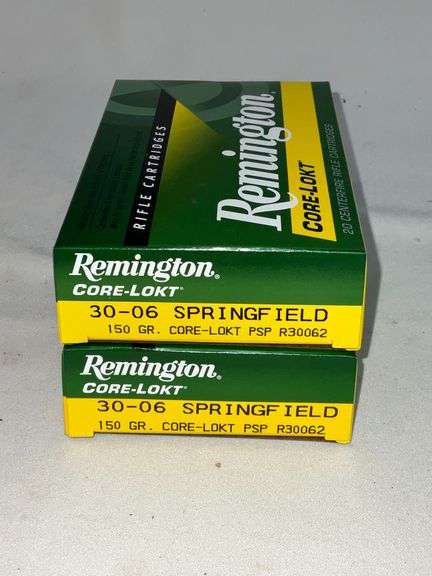 RIFLE CARTRIDGES
Remington®
CORE-LOKT®
20 CENTERFIRE RIFLE CARTRIDGES
Remington®
CORE-LOKT®
30-06 SPRINGFIELD
150 GR. CORE-LOKT PSP R30062
Remington®
CORE-LOKT®
30-06 SPRINGFIELD
150 GR. CORE-LOKT PSP R30062